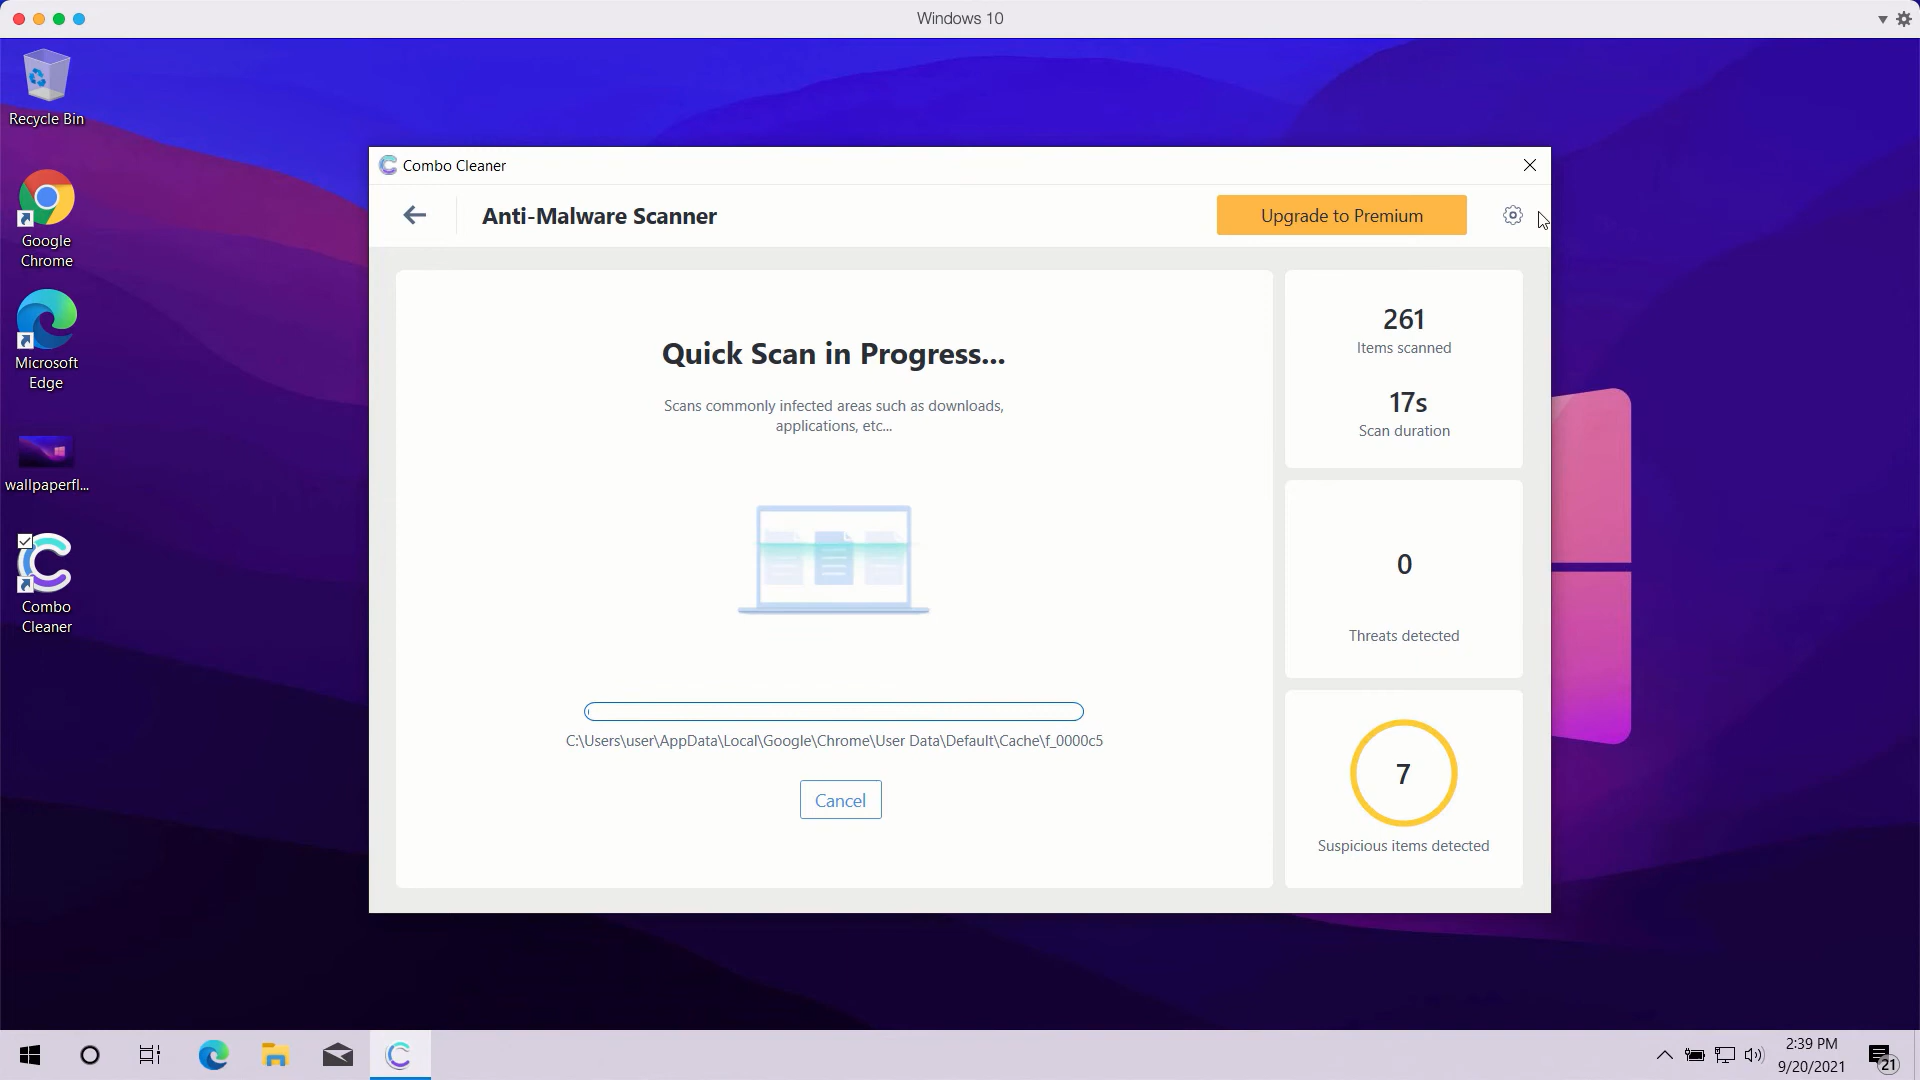 Windows 10
Recycle Bin
Google
Chrome
Microsoft
Edge
wallpaperfl...
Combo
Cleaner
Combo Cleaner
Anti-Malware Scanner
Upgrade to Premium
Quick Scan in Progress...
Scans commonly infected areas such as downloads,
applications, etc...
C:\Users\user\AppData\Local\Google\Chrome\User Data\Default\Cache\f_0000c5
Cancel
261
Items scanned
17s
Scan duration
0
Threats detected
7
Suspicious items detected
2:39 PM
9/20/2021
21